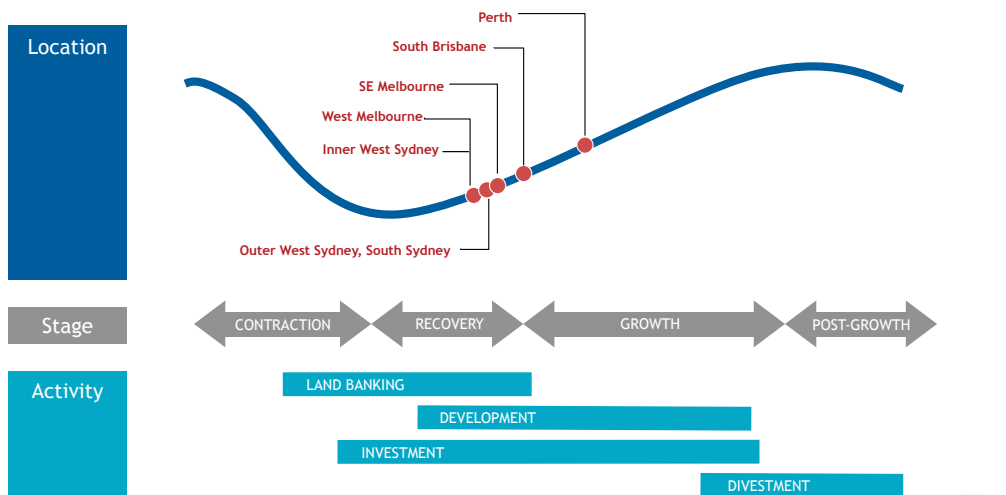 Location
Perth
South Brisbane
SE Melbourne
West Melbourne
Inner West Sydney
Outer West Sydney, South Sydney
Stage
CONTRACTION
RECOVERY
GROWTH
POST-GROWTH
Activity
LAND BANKING
DEVELOPMENT
INVESTMENT
DIVESTMENT